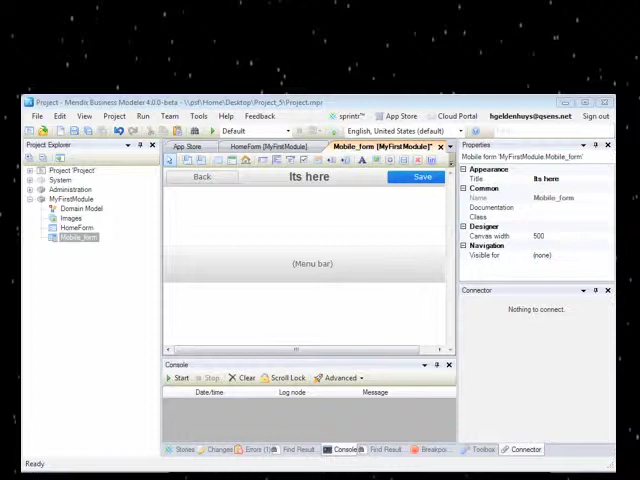 Project - Mendix Business Modeler 4.0.0-beta - \\psf\Home\Desktop\Project_5\Project.mpr
File Edit View Project Run Team Tools Help sprintr™ App Store Cloud Portal hgeldenhuys@qsens.net Sign out
Default English, United States (default)
Project Explorer
Project 'Project'
System
Administration
MyFirstModule
Domain Model
Images
HomeForm
Mobile_form
App Store HomeForm [MyFirstModule] Mobile_form [MyFirstModule]*
Back Its here Save
(Menu bar)
Console
Start Stop Clear Scroll Lock Advanced
Date/time Log node Message
Stories Changes Errors (1) Find Resul... Console Find Result... Breakpoi... Toolbox Connector
Properties
Mobile form 'MyFirstModule.Mobile_form'
Appearance
Title Its here
Common
Name Mobile_form
Documentation
Class
Designer
Canvas width 500
Navigation
Visible for (none)
Connector
Nothing to connect.
Ready